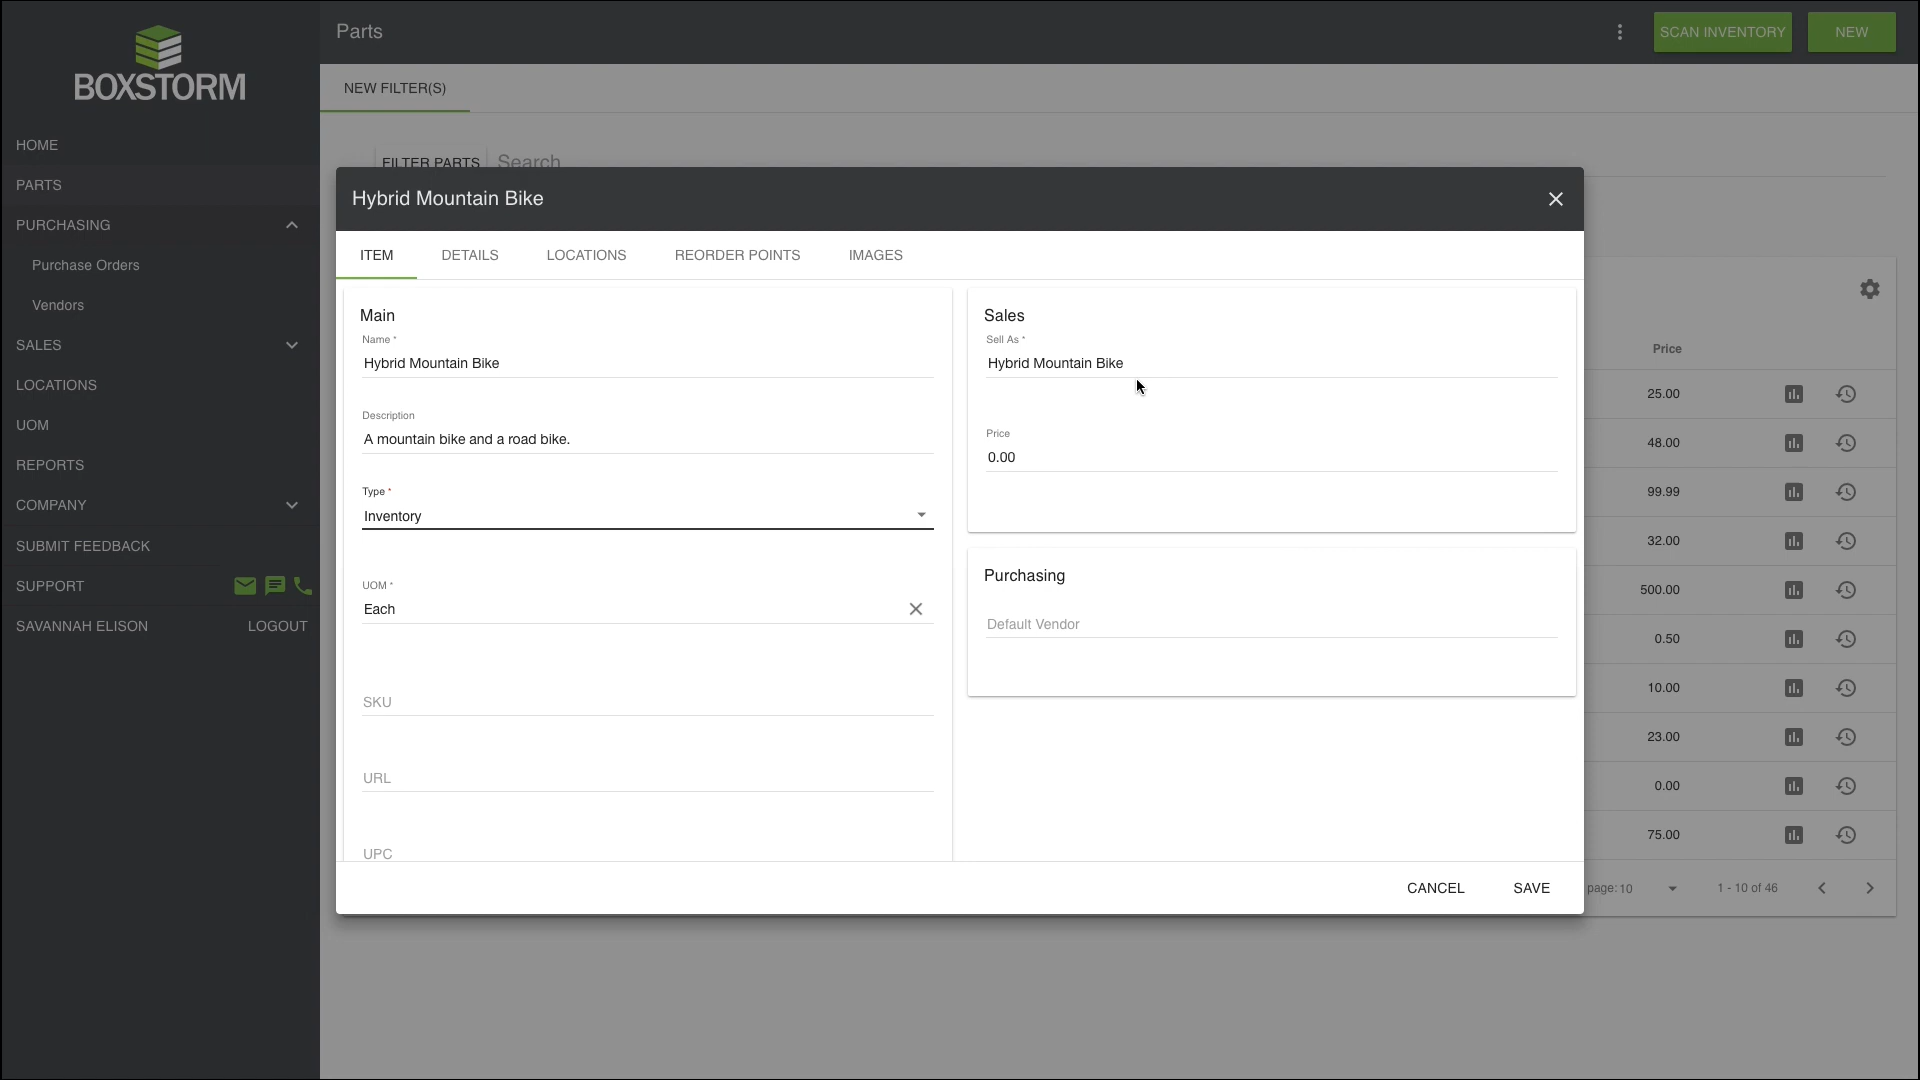 BOXSTORM
HOME
PARTS
PURCHASING
Purchase Orders
Vendors
SALES
LOCATIONS
UOM
REPORTS
COMPANY
SUBMIT FEEDBACK
SUPPORT
SAVANNAH ELISON LOGOUT
Parts
SCAN INVENTORY NEW
NEW FILTER(S)
FILTER PARTS Search
Hybrid Mountain Bike
ITEM DETAILS LOCATIONS REORDER POINTS IMAGES
Main
Name *
Hybrid Mountain Bike
Description
A mountain bike and a road bike.
Type *
Inventory
UOM *
Each
SKU
URL
UPC
Sales
Sell As *
Hybrid Mountain Bike
Price
0.00
Purchasing
Default Vendor
CANCEL SAVE
Price
25.00
48.00
99.99
32.00
500.00
0.50
10.00
23.00
0.00
75.00
page: 10 1 - 10 of 46